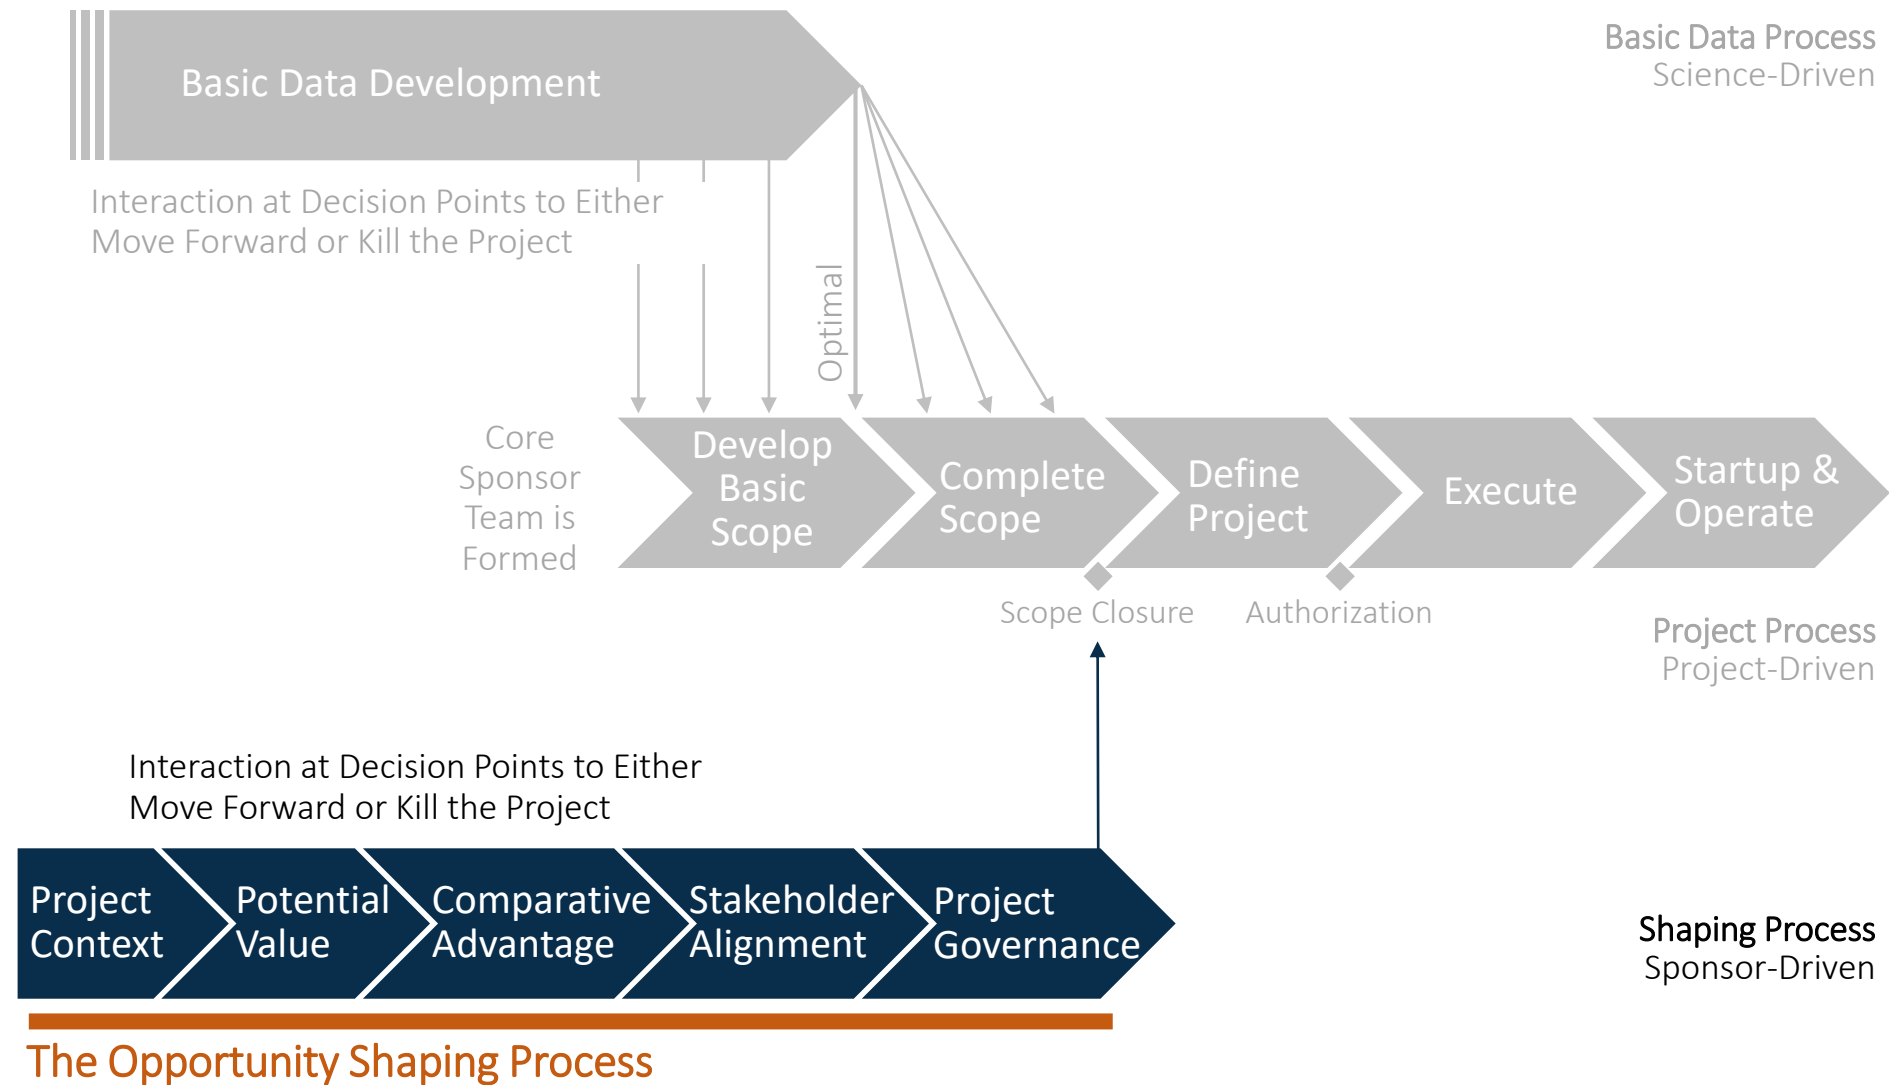 Basic Data Process
Science-Driven
Basic Data Development
Interaction at Decision Points to Either
Move Forward or Kill the Project
Optimal
Core
Sponsor
Team is
Formed
Develop
Basic
Scope
Complete
Scope
Define
Project
Execute
Startup &
Operate
Scope Closure
Authorization
Project Process
Project-Driven
Interaction at Decision Points to Either
Move Forward or Kill the Project
Project
Context
Potential
Value
Comparative
Advantage
Stakeholder
Alignment
Project
Governance
Shaping Process
Sponsor-Driven
The Opportunity Shaping Process